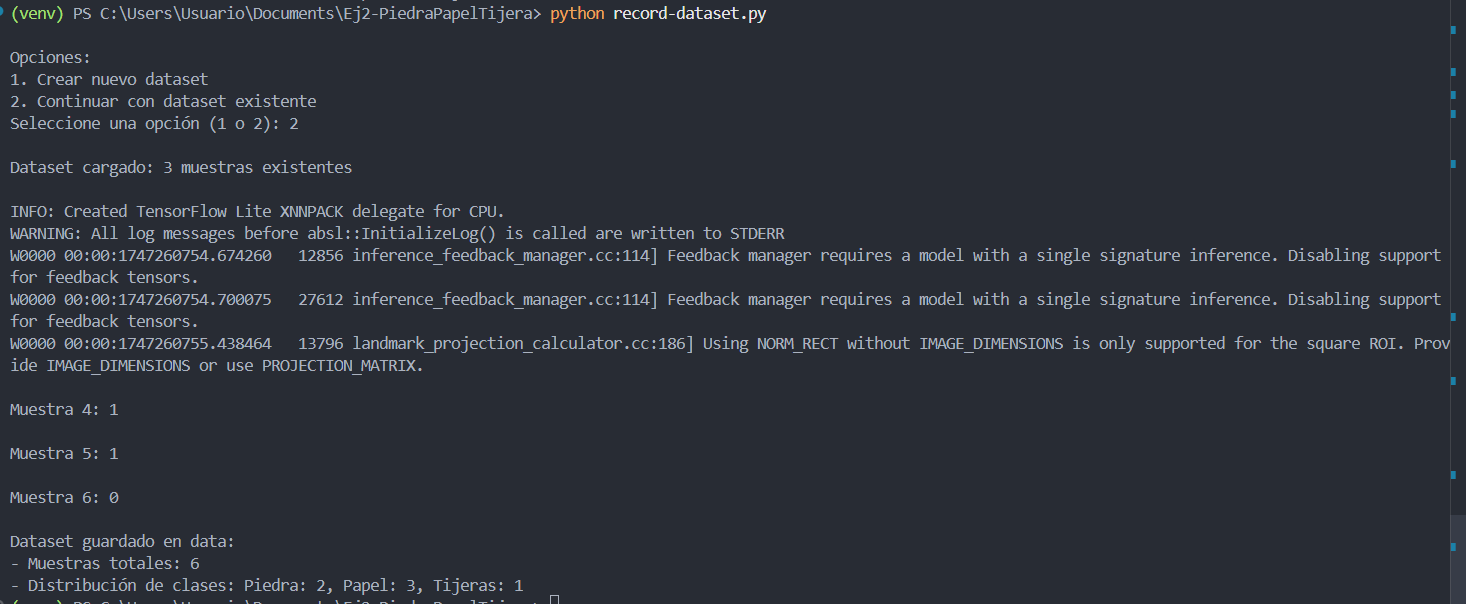 (venv) PS C:\Users\Usuario\Documents\Ej2-PiedraPapelTijera> python record-dataset.py
Opciones:
1. Crear nuevo dataset
2. Continuar con dataset existente
Seleccione una opción (1 o 2): 2
Dataset cargado: 3 muestras existentes
INFO: Created TensorFlow Lite XNNPACK delegate for CPU.
WARNING: All log messages before absl::InitializeLog() is called are written to STDERR
W0000 00:00:1747260754.674260   12856 inference_feedback_manager.cc:114] Feedback manager requires a model with a single signature inference. Disabling support
for feedback tensors.
W0000 00:00:1747260754.700075   27612 inference_feedback_manager.cc:114] Feedback manager requires a model with a single signature inference. Disabling support
for feedback tensors.
W0000 00:00:1747260755.438464   13796 landmark_projection_calculator.cc:186] Using NORM_RECT without IMAGE_DIMENSIONS is only supported for the square ROI. Prov
ide IMAGE_DIMENSIONS or use PROJECTION_MATRIX.
Muestra 4: 1
Muestra 5: 1
Muestra 6: 0
Dataset guardado en data:
- Muestras totales: 6
- Distribución de clases: Piedra: 2, Papel: 3, Tijeras: 1
(venv) PS C:\Users\Usuario\Documents\Ej2-PiedraPapelTijera>